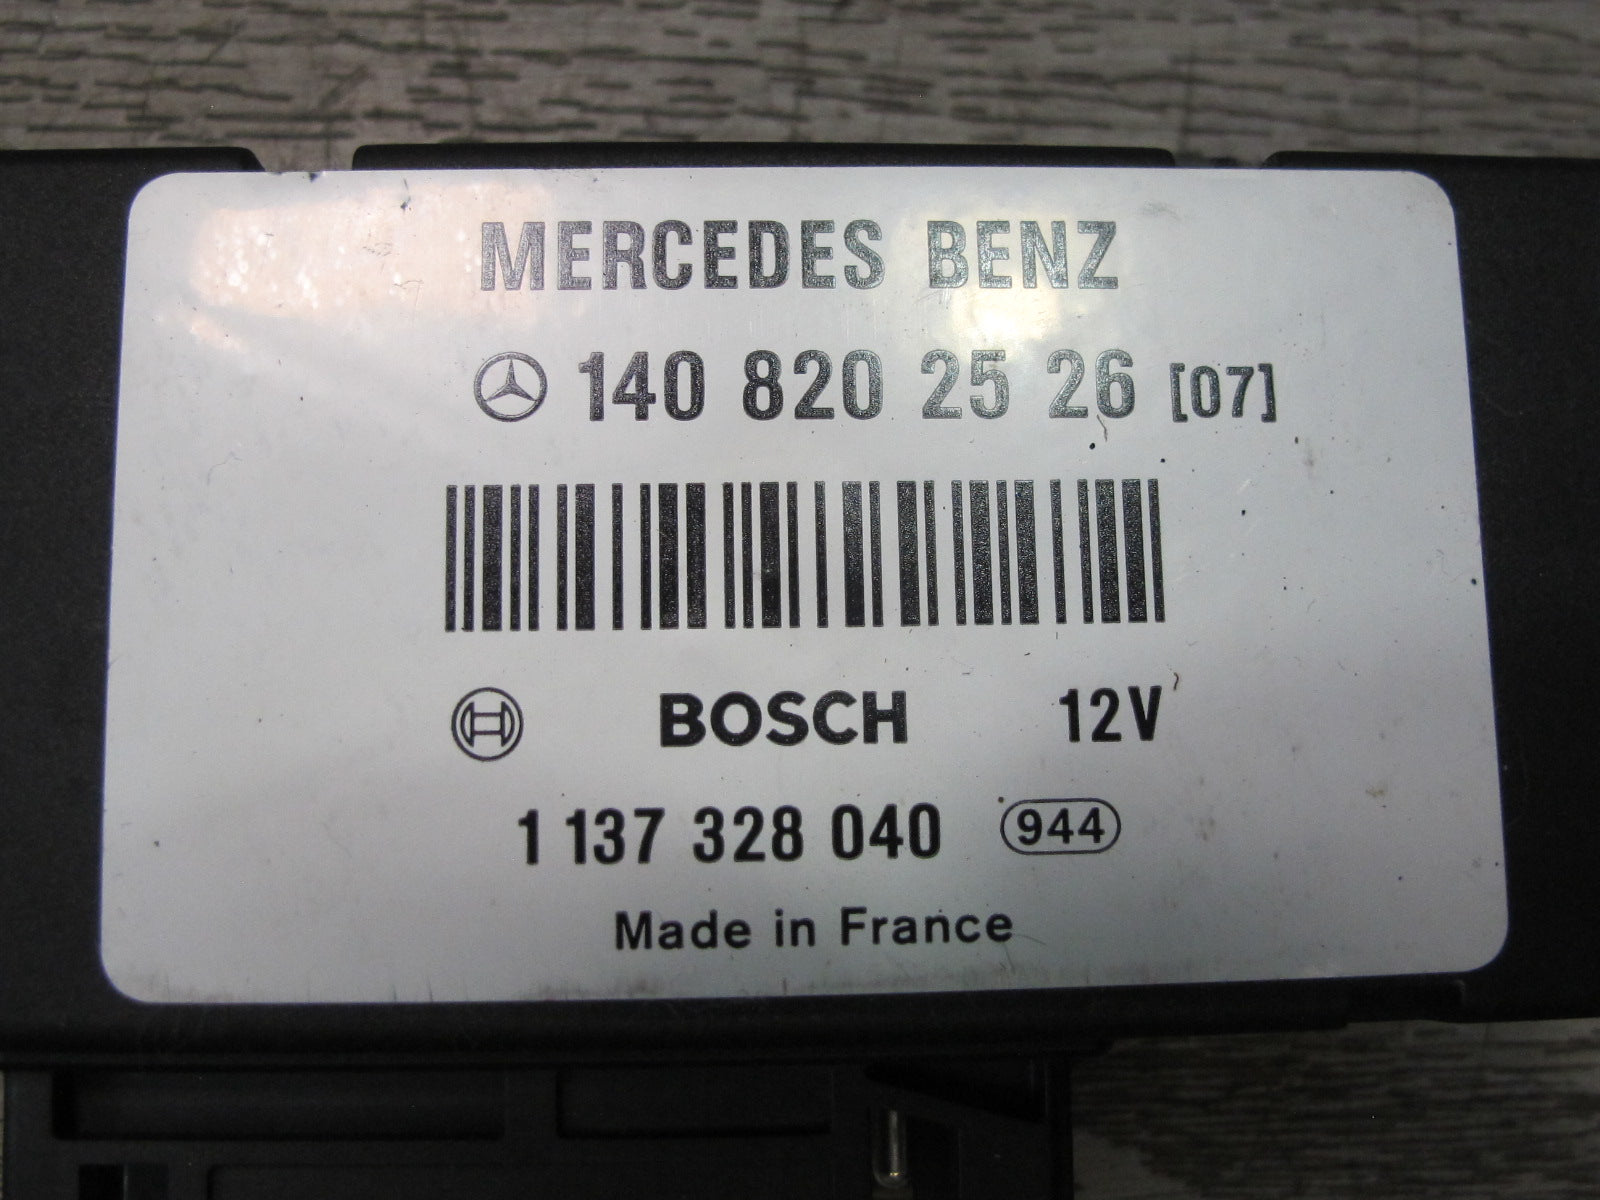 MERCEDES BENZ
140 820 25 26 [07]
BOSCH 12V
1 137 328 040 944
Made in France